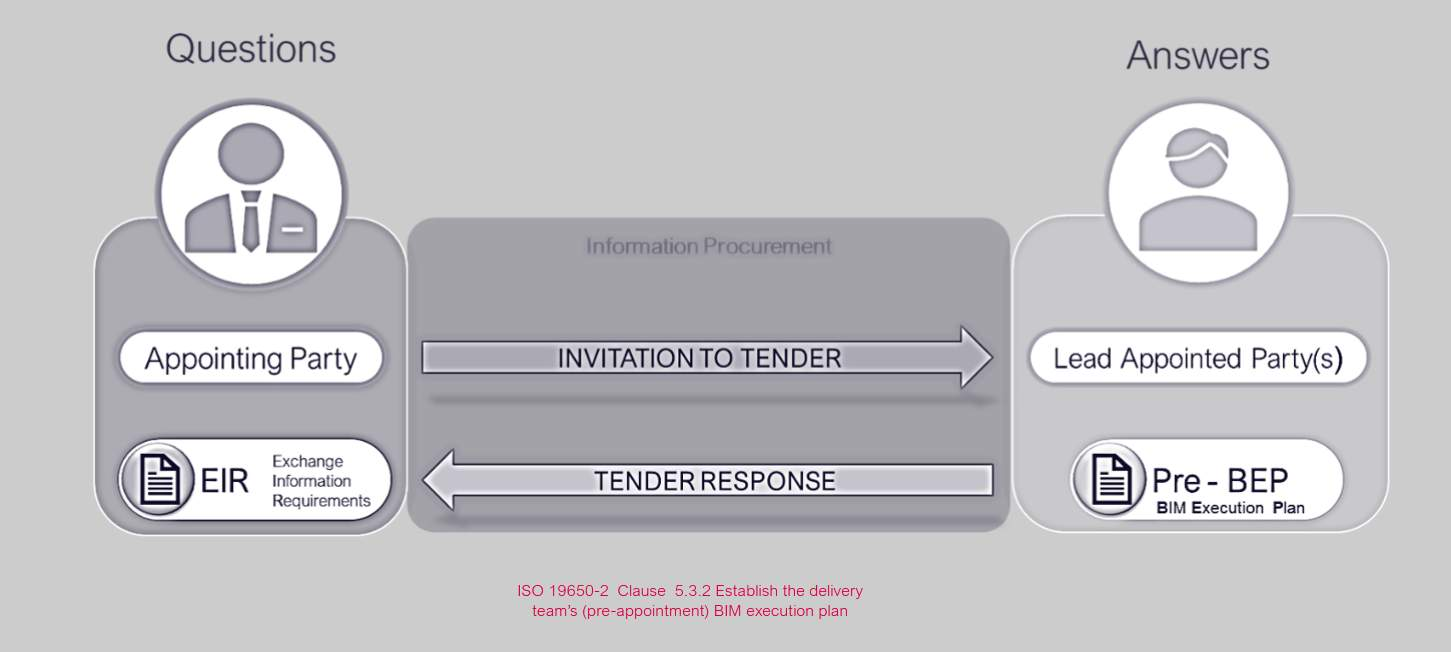 Questions
Answers
Information Procurement
Appointing Party
INVITATION TO TENDER
Lead Appointed Party(s)
EIR
Exchange
Information
Requirements
TENDER RESPONSE
Pre - BEP
BIM Execution Plan
ISO 19650-2 Clause 5.3.2 Establish the delivery
team’s (pre-appointment) BIM execution plan